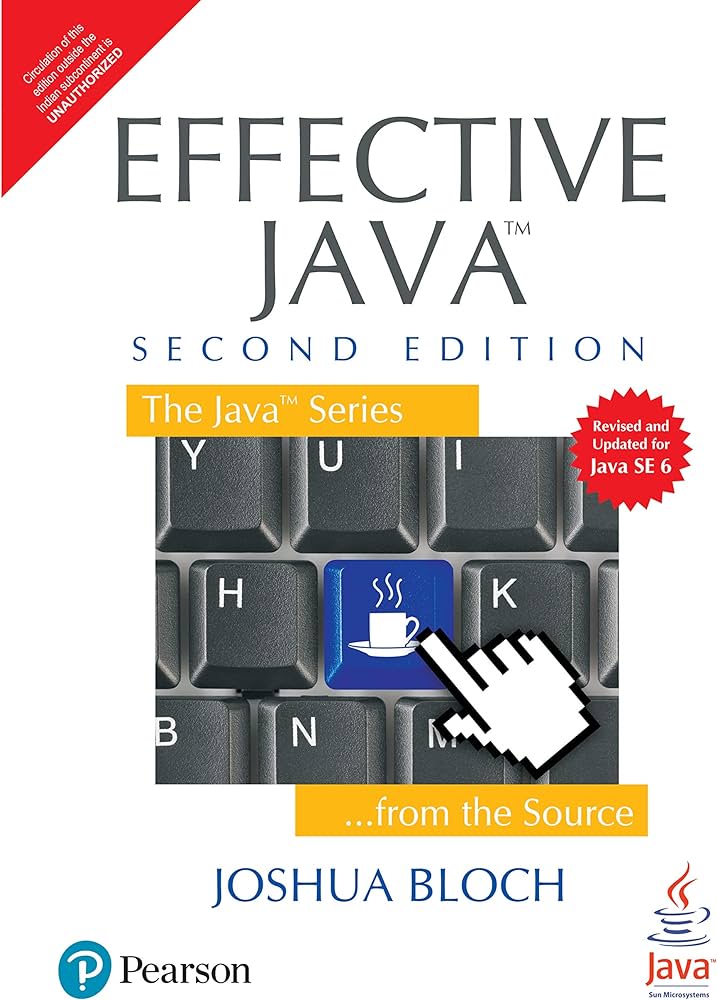 Circulation of this
edition outside the
Indian subcontinent is
UNAUTHORIZED
EFFECTIVE
JAVA™
SECOND EDITION
The Java™ Series
Revised and
Updated for
Java SE 6
Y U I
H K
B N M
...from the Source
JOSHUA BLOCH
Pearson
Java™
Sun Microsystems